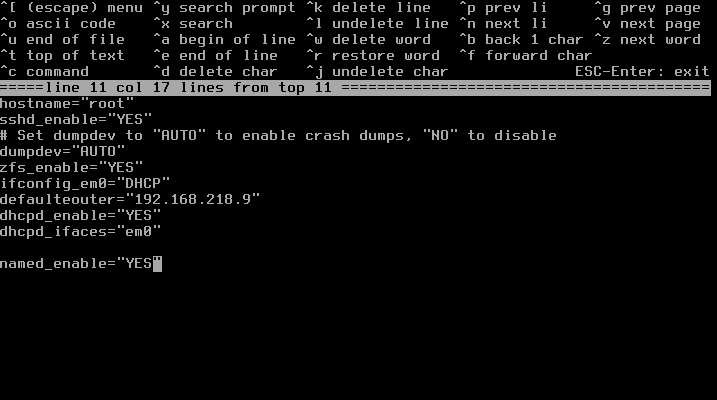 ^[ (escape) menu ^y search prompt ^k delete line ^p prev li ^g prev page
^o ascii code ^x search ^l undelete line ^n next li ^v next page
^u end of file ^a begin of line ^w delete word ^b back 1 char ^z next word
^t top of text ^e end of line ^r restore word ^f forward char
^c command ^d delete char ^j undelete char ESC-Enter: exit
=====line 11 col 17 lines from top 11 ============================================
hostname="root"
sshd_enable="YES"
# Set dumpdev to "AUTO" to enable crash dumps, "NO" to disable
dumpdev="AUTO"
zfs_enable="YES"
ifconfig_em0="DHCP"
defaulteouter="192.168.218.9"
dhcpd_enable="YES"
dhcpd_ifaces="em0"
named_enable="YES"